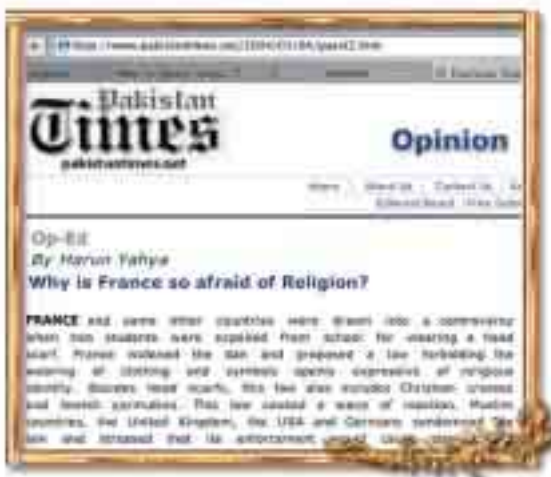 Pakistan
Times
pakistantimes.net
Opinion
Op-Ed
By Harun Yahya
Why is France so afraid of Religion?
FRANCE and some other countries were drawn into a controversy
when two students were expelled from school for wearing a head
scarf. France widened the ban and proposed a law forbidding the
wearing of clothing and symbols openly expressive of religious
identity. Besides head scarfs, this law also includes Christian crosses
and Jewish yarmulkes. This law caused a wave of reaction. Muslim
countries, the United Kingdom, the USA and Germany condemned the
law and stressed that its enforcement would cause